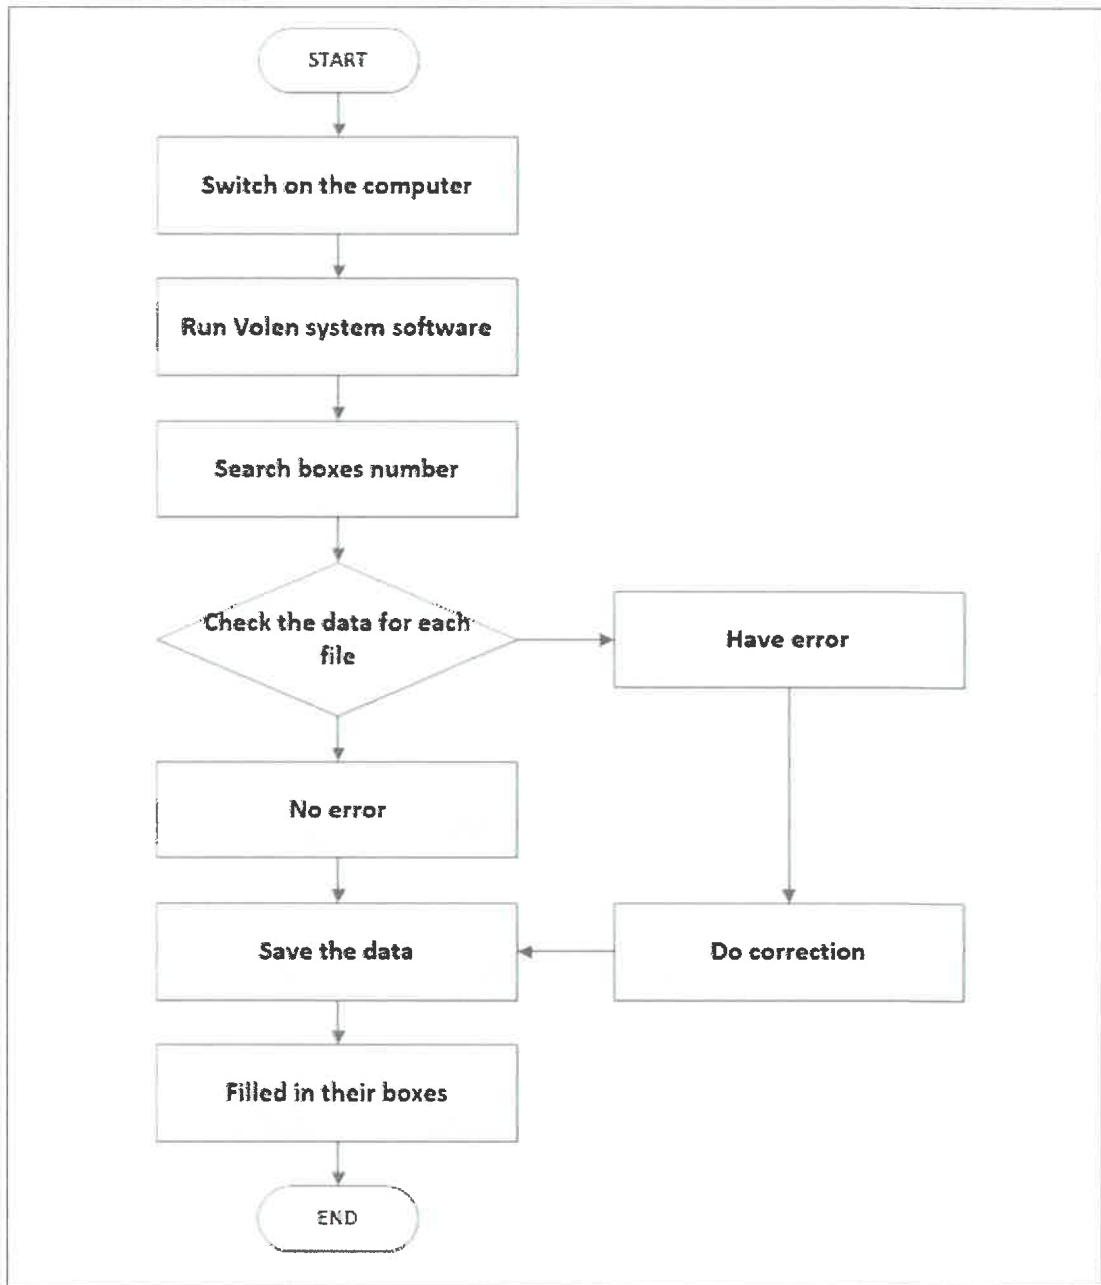 START
Switch on the computer
Run Volen system software
Search boxes number
Check the data for each
file
Have error
No error
Save the data
Do correction
Filled in their boxes
END